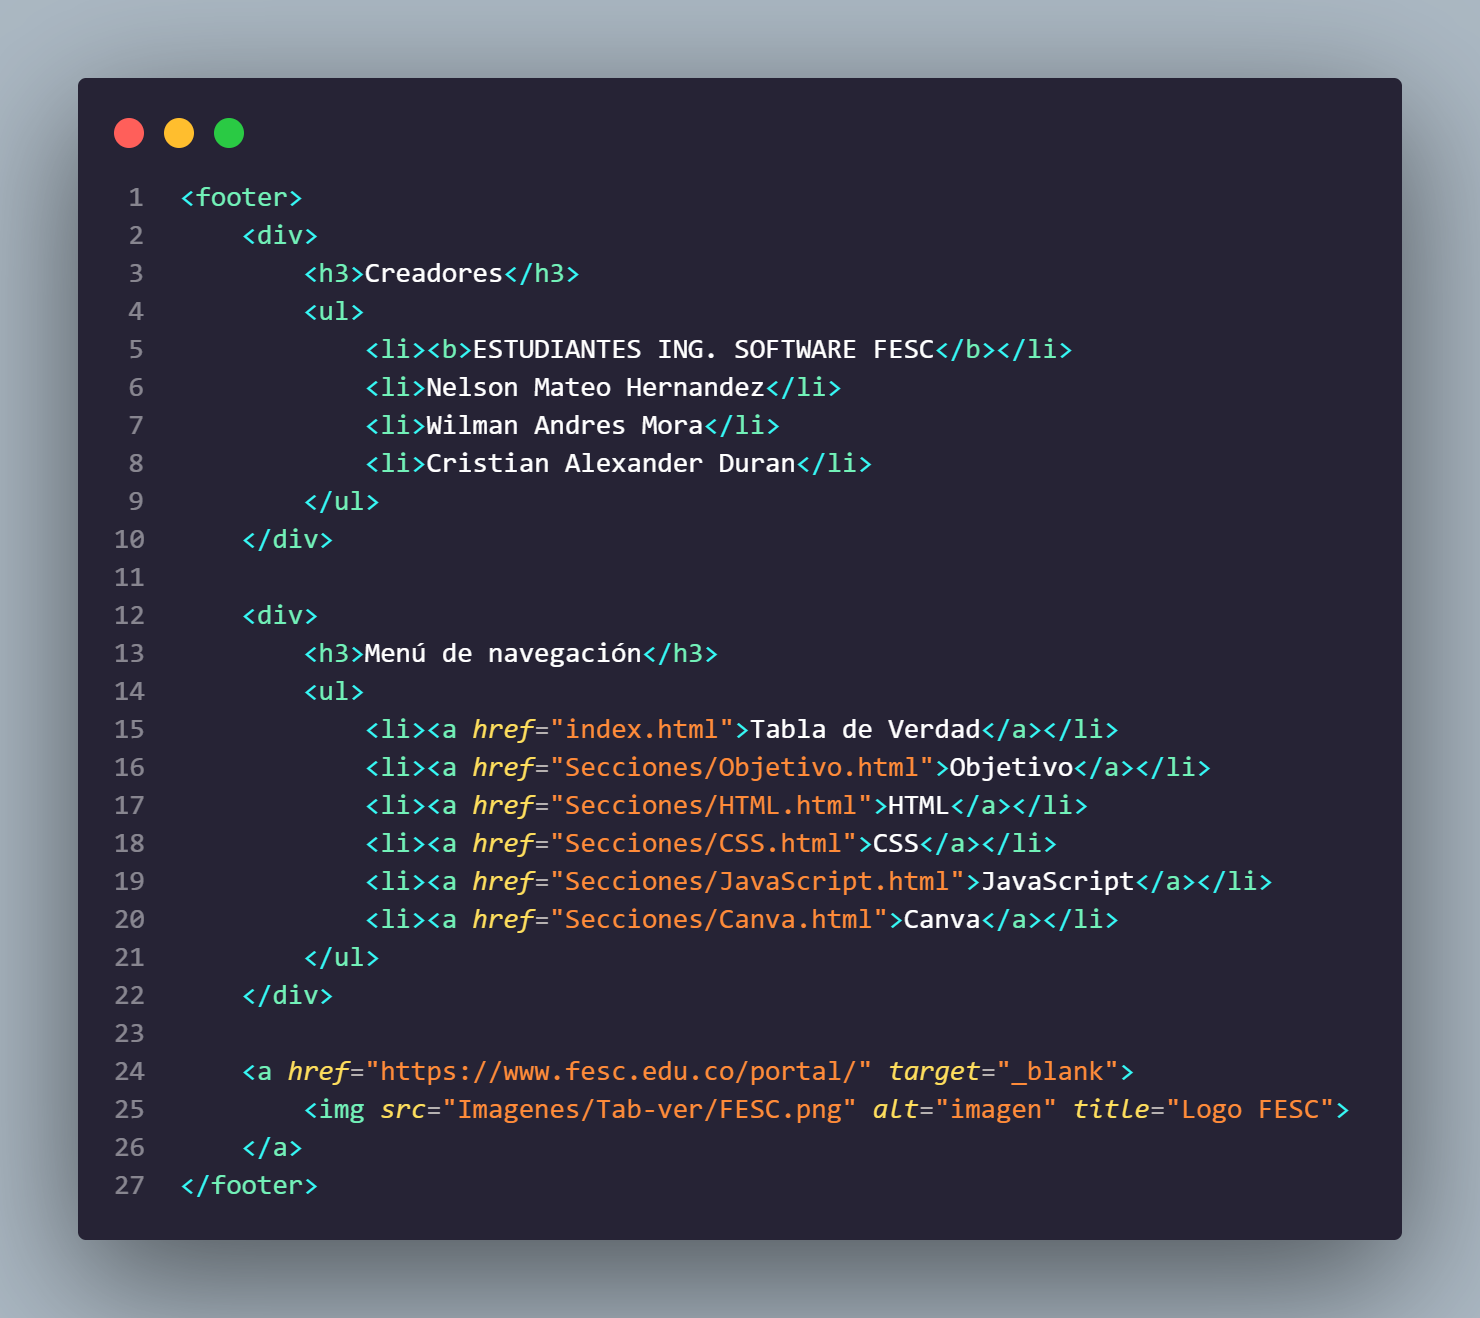 1 <footer>
2     <div>
3         <h3>Creadores</h3>
4         <ul>
5             <li><b>ESTUDIANTES ING. SOFTWARE FESC</b></li>
6             <li>Nelson Mateo Hernandez</li>
7             <li>Wilman Andres Mora</li>
8             <li>Cristian Alexander Duran</li>
9         </ul>
10     </div>
11
12     <div>
13         <h3>Menú de navegación</h3>
14         <ul>
15             <li><a href="index.html">Tabla de Verdad</a></li>
16             <li><a href="Secciones/Objetivo.html">Objetivo</a></li>
17             <li><a href="Secciones/HTML.html">HTML</a></li>
18             <li><a href="Secciones/CSS.html">CSS</a></li>
19             <li><a href="Secciones/JavaScript.html">JavaScript</a></li>
20             <li><a href="Secciones/Canva.html">Canva</a></li>
21         </ul>
22     </div>
23
24     <a href="https://www.fesc.edu.co/portal/" target="_blank">
25         <img src="Imagenes/Tab-ver/FESC.png" alt="imagen" title="Logo FESC">
26     </a>
27 </footer>